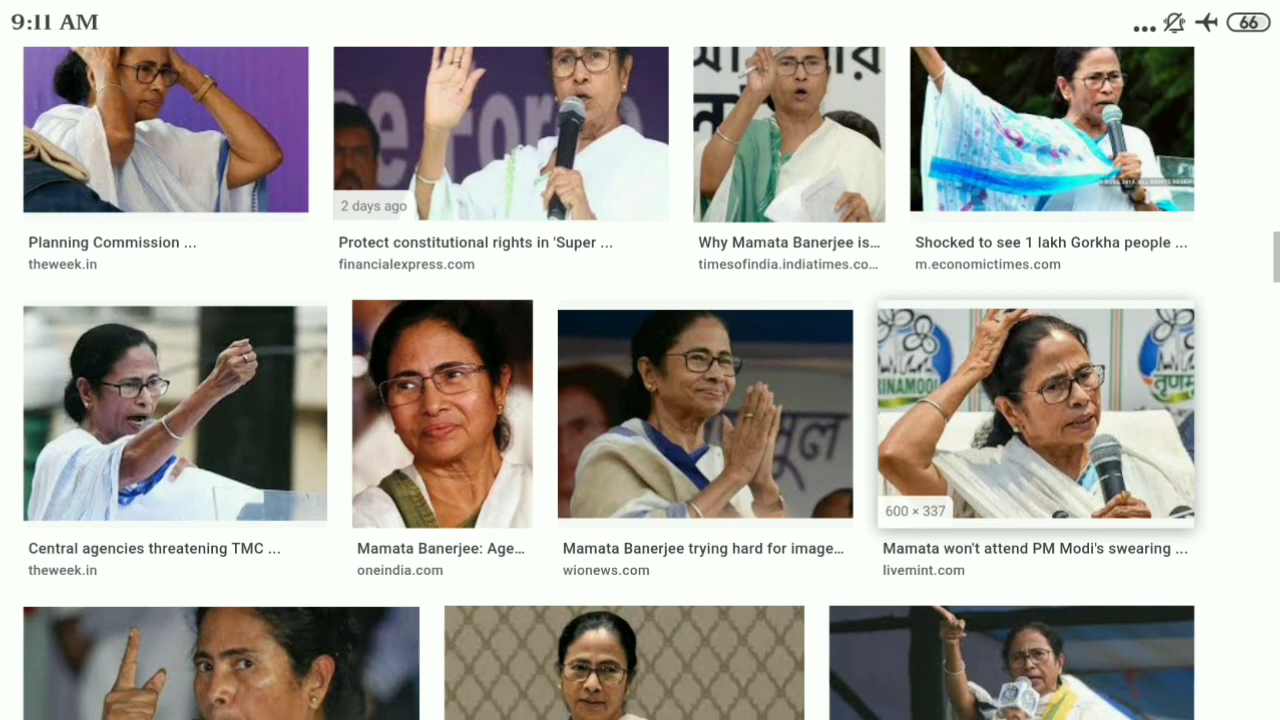 9:11 AM
66
e For
2 days ago
Planning Commission ...
theweek.in
Protect constitutional rights in 'Super ...
financialexpress.com
Why Mamata Banerjee is...
timesofindia.indiatimes.co...
Shocked to see 1 lakh Gorkha people ...
m.economictimes.com
RINAMOOL
तृणमू
মূল
600 × 337
Central agencies threatening TMC ...
theweek.in
Mamata Banerjee: Age...
oneindia.com
Mamata Banerjee trying hard for image...
wionews.com
Mamata won't attend PM Modi's swearing ...
livemint.com